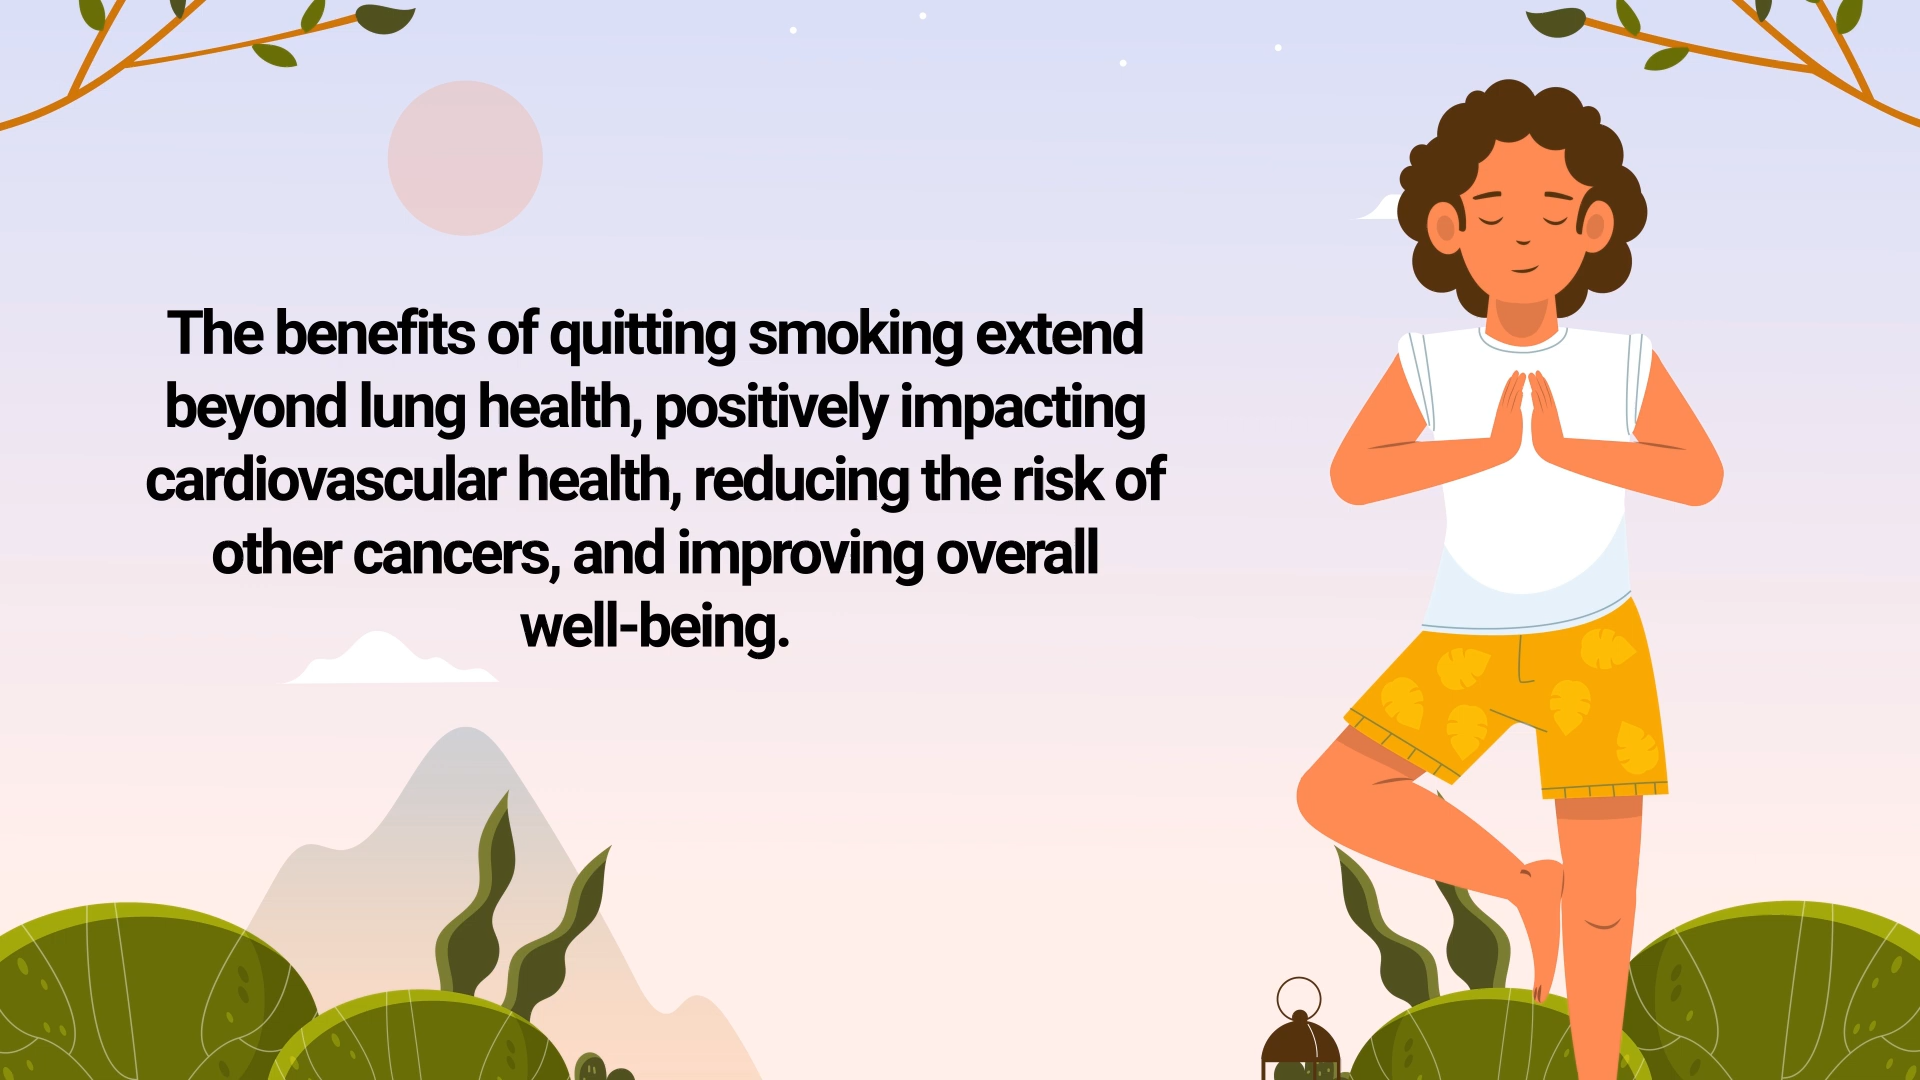 The benefits of quitting smoking extend
beyond lung health, positively impacting
cardiovascular health, reducing the risk of
other cancers, and improving overall
well-being.